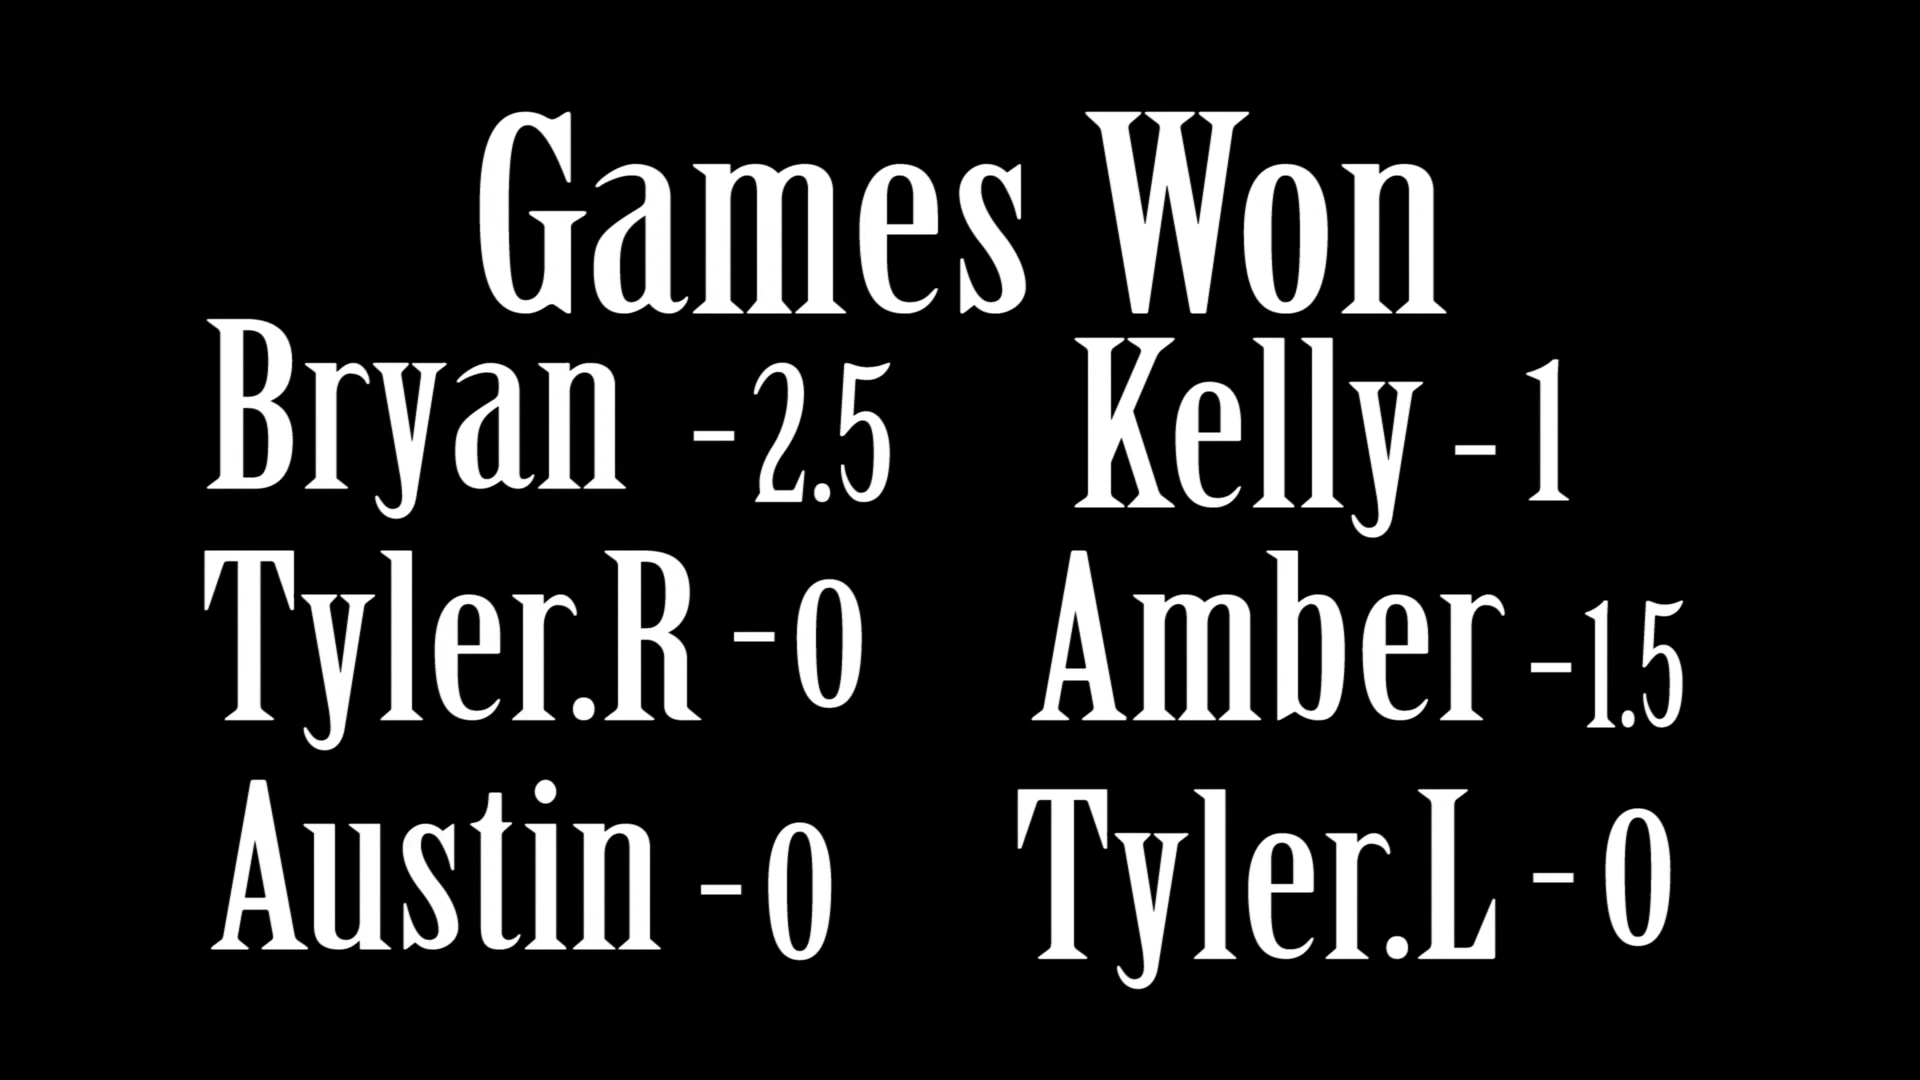 Games Won
Bryan -2.5
Kelly - 1
Tyler.R - 0
Amber -1.5
Austin - 0
Tyler.L - 0